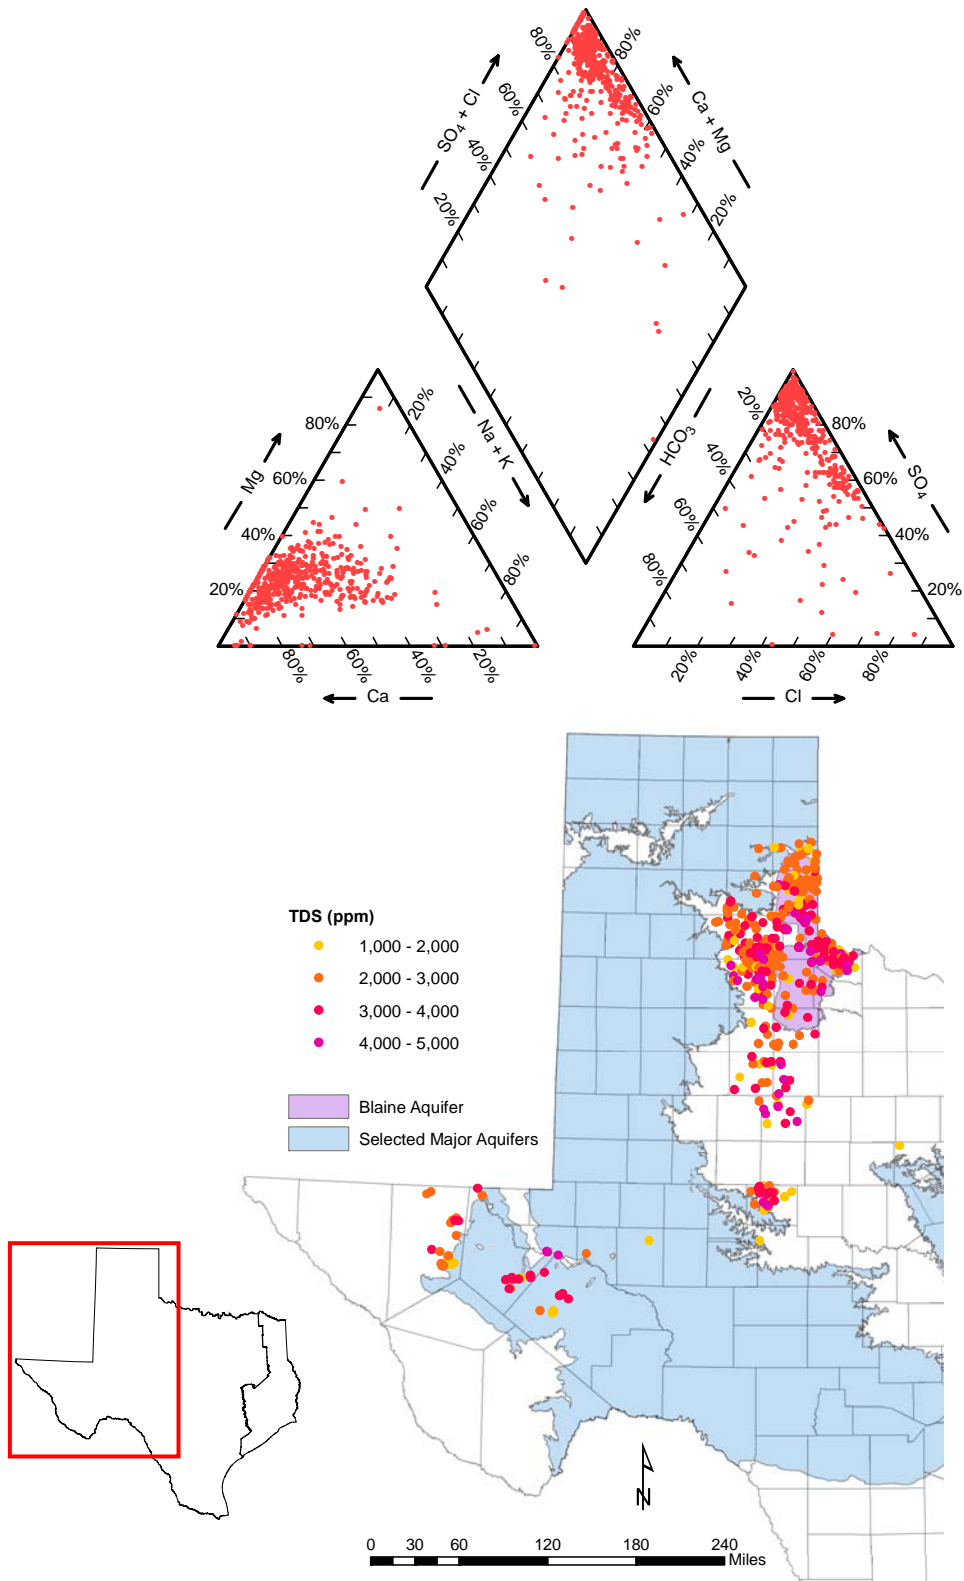 80%
80%
SO4 + Cl
Ca + Mg
60%
60%
40%
40%
20%
20%
Mg
Na + K
HCO3
SO4
20%
20%
80%
80%
40%
40%
60%
60%
60%
60%
40%
40%
80%
80%
20%
20%
80%
60%
40%
20%
20%
40%
60%
80%
Ca
Cl
TDS (ppm)
1,000 - 2,000
2,000 - 3,000
3,000 - 4,000
4,000 - 5,000
Blaine Aquifer
Selected Major Aquifers
N
0 30 60 120 180 240
Miles